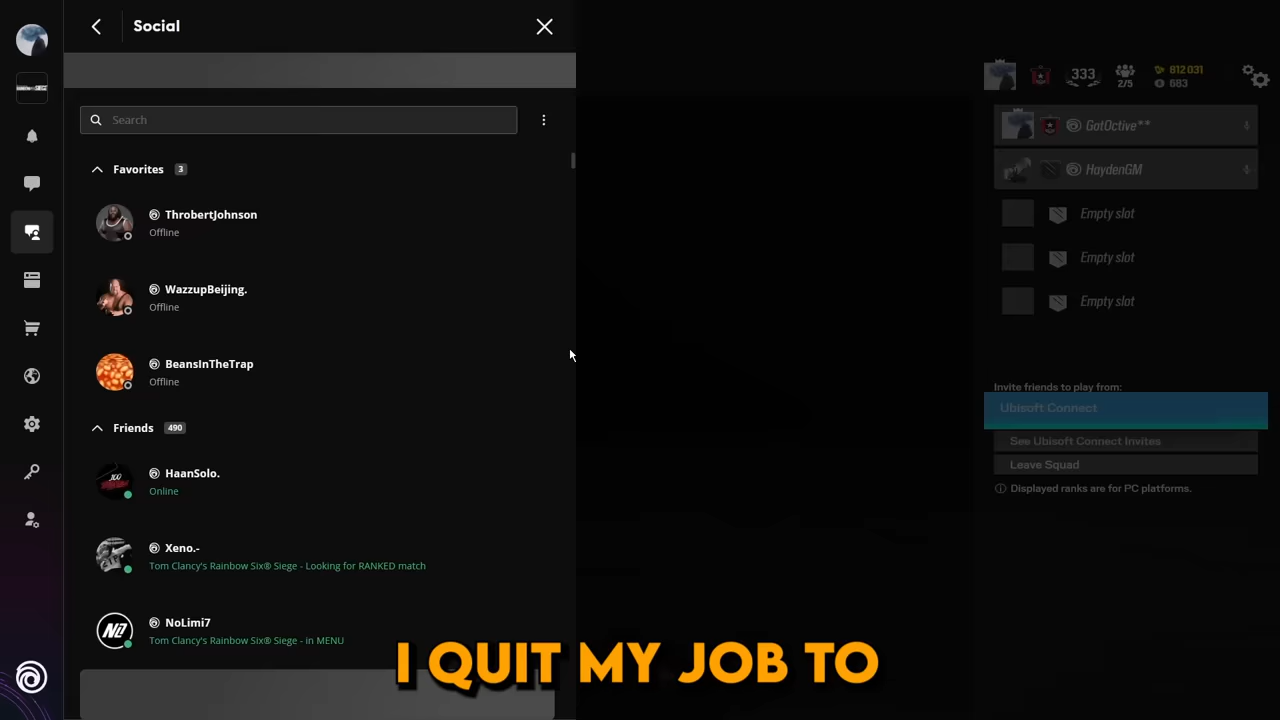 Social
Search
Favorites 3
ThrobertJohnson
Offline
WazzupBeijing.
Offline
BeansInTheTrap
Offline
Friends 490
HaanSolo.
Online
Xeno.-
Tom Clancy's Rainbow Six® Siege - Looking for RANKED match
NoLimi7
Tom Clancy's Rainbow Six® Siege - in MENU
333
2/5
812 031
683
GotOctive**
HaydenGM
Empty slot
Empty slot
Empty slot
Invite friends to play from:
Ubisoft Connect
See Ubisoft Connect Invites
Leave Squad
Displayed ranks are for PC platforms.
I QUIT MY JOB TO